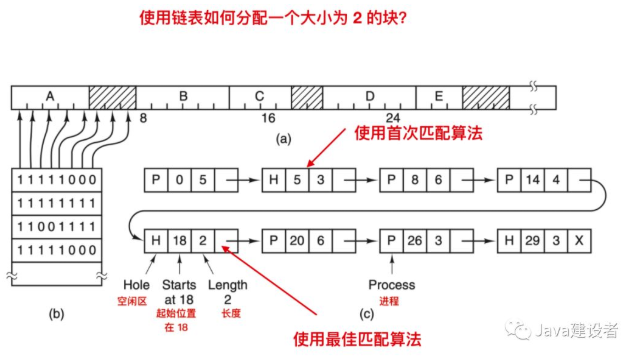 使用链表如何分配一个大小为 2 的块?
A B C D E
8 16 24
(a)
使用首次匹配算法
11111000
11111111
11001111
11111000
P 0 5 H 5 3 P 8 6 P 14 4
H 18 2 P 20 6 P 26 3 H 29 3 X
Hole Starts at 18 Length 2 Process
空闲区 起始位置 在 18 长度 进程
(b) (c)
使用最佳匹配算法
Java建设者